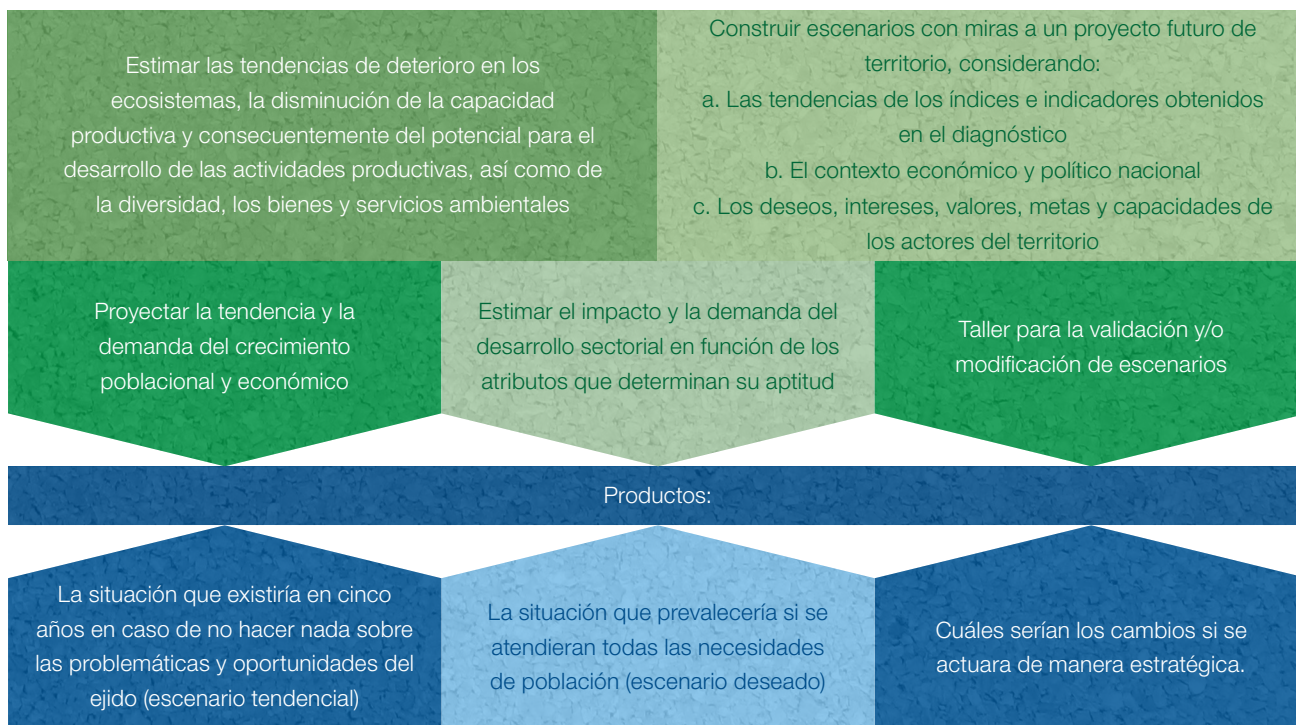 Estimar las tendencias de deterioro en los
ecosistemas, la disminución de la capacidad
productiva y consecuentemente del potencial para el
desarrollo de las actividades productivas, así como de
la diversidad, los bienes y servicios ambientales
Construir escenarios con miras a un proyecto futuro de
territorio, considerando:
a. Las tendencias de los índices e indicadores obtenidos
en el diagnóstico
b. El contexto económico y político nacional
c. Los deseos, intereses, valores, metas y capacidades de
los actores del territorio
Proyectar la tendencia y la
demanda del crecimiento
poblacional y económico
Estimar el impacto y la demanda del
desarrollo sectorial en función de los
atributos que determinan su aptitud
Taller para la validación y/o
modificación de escenarios
Productos:
La situación que existiría en cinco
años en caso de no hacer nada sobre
las problemáticas y oportunidades del
ejido (escenario tendencial)
La situación que prevalecería si se
atendieran todas las necesidades
de población (escenario deseado)
Cuáles serían los cambios si se
actuara de manera estratégica.